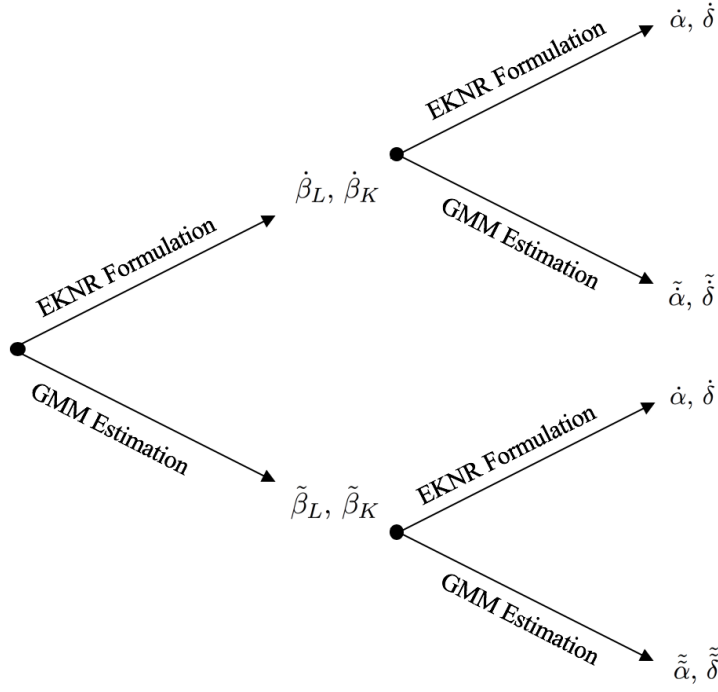 α̇, δ̇
EKNR Formulation
β̇_L, β̇_K
GMM Estimation
EKNR Formulation
α̇̃, δ̇̃
GMM Estimation
α̇, δ̇
EKNR Formulation
β̃_L, β̃_K
GMM Estimation
α̃̃, δ̃̃